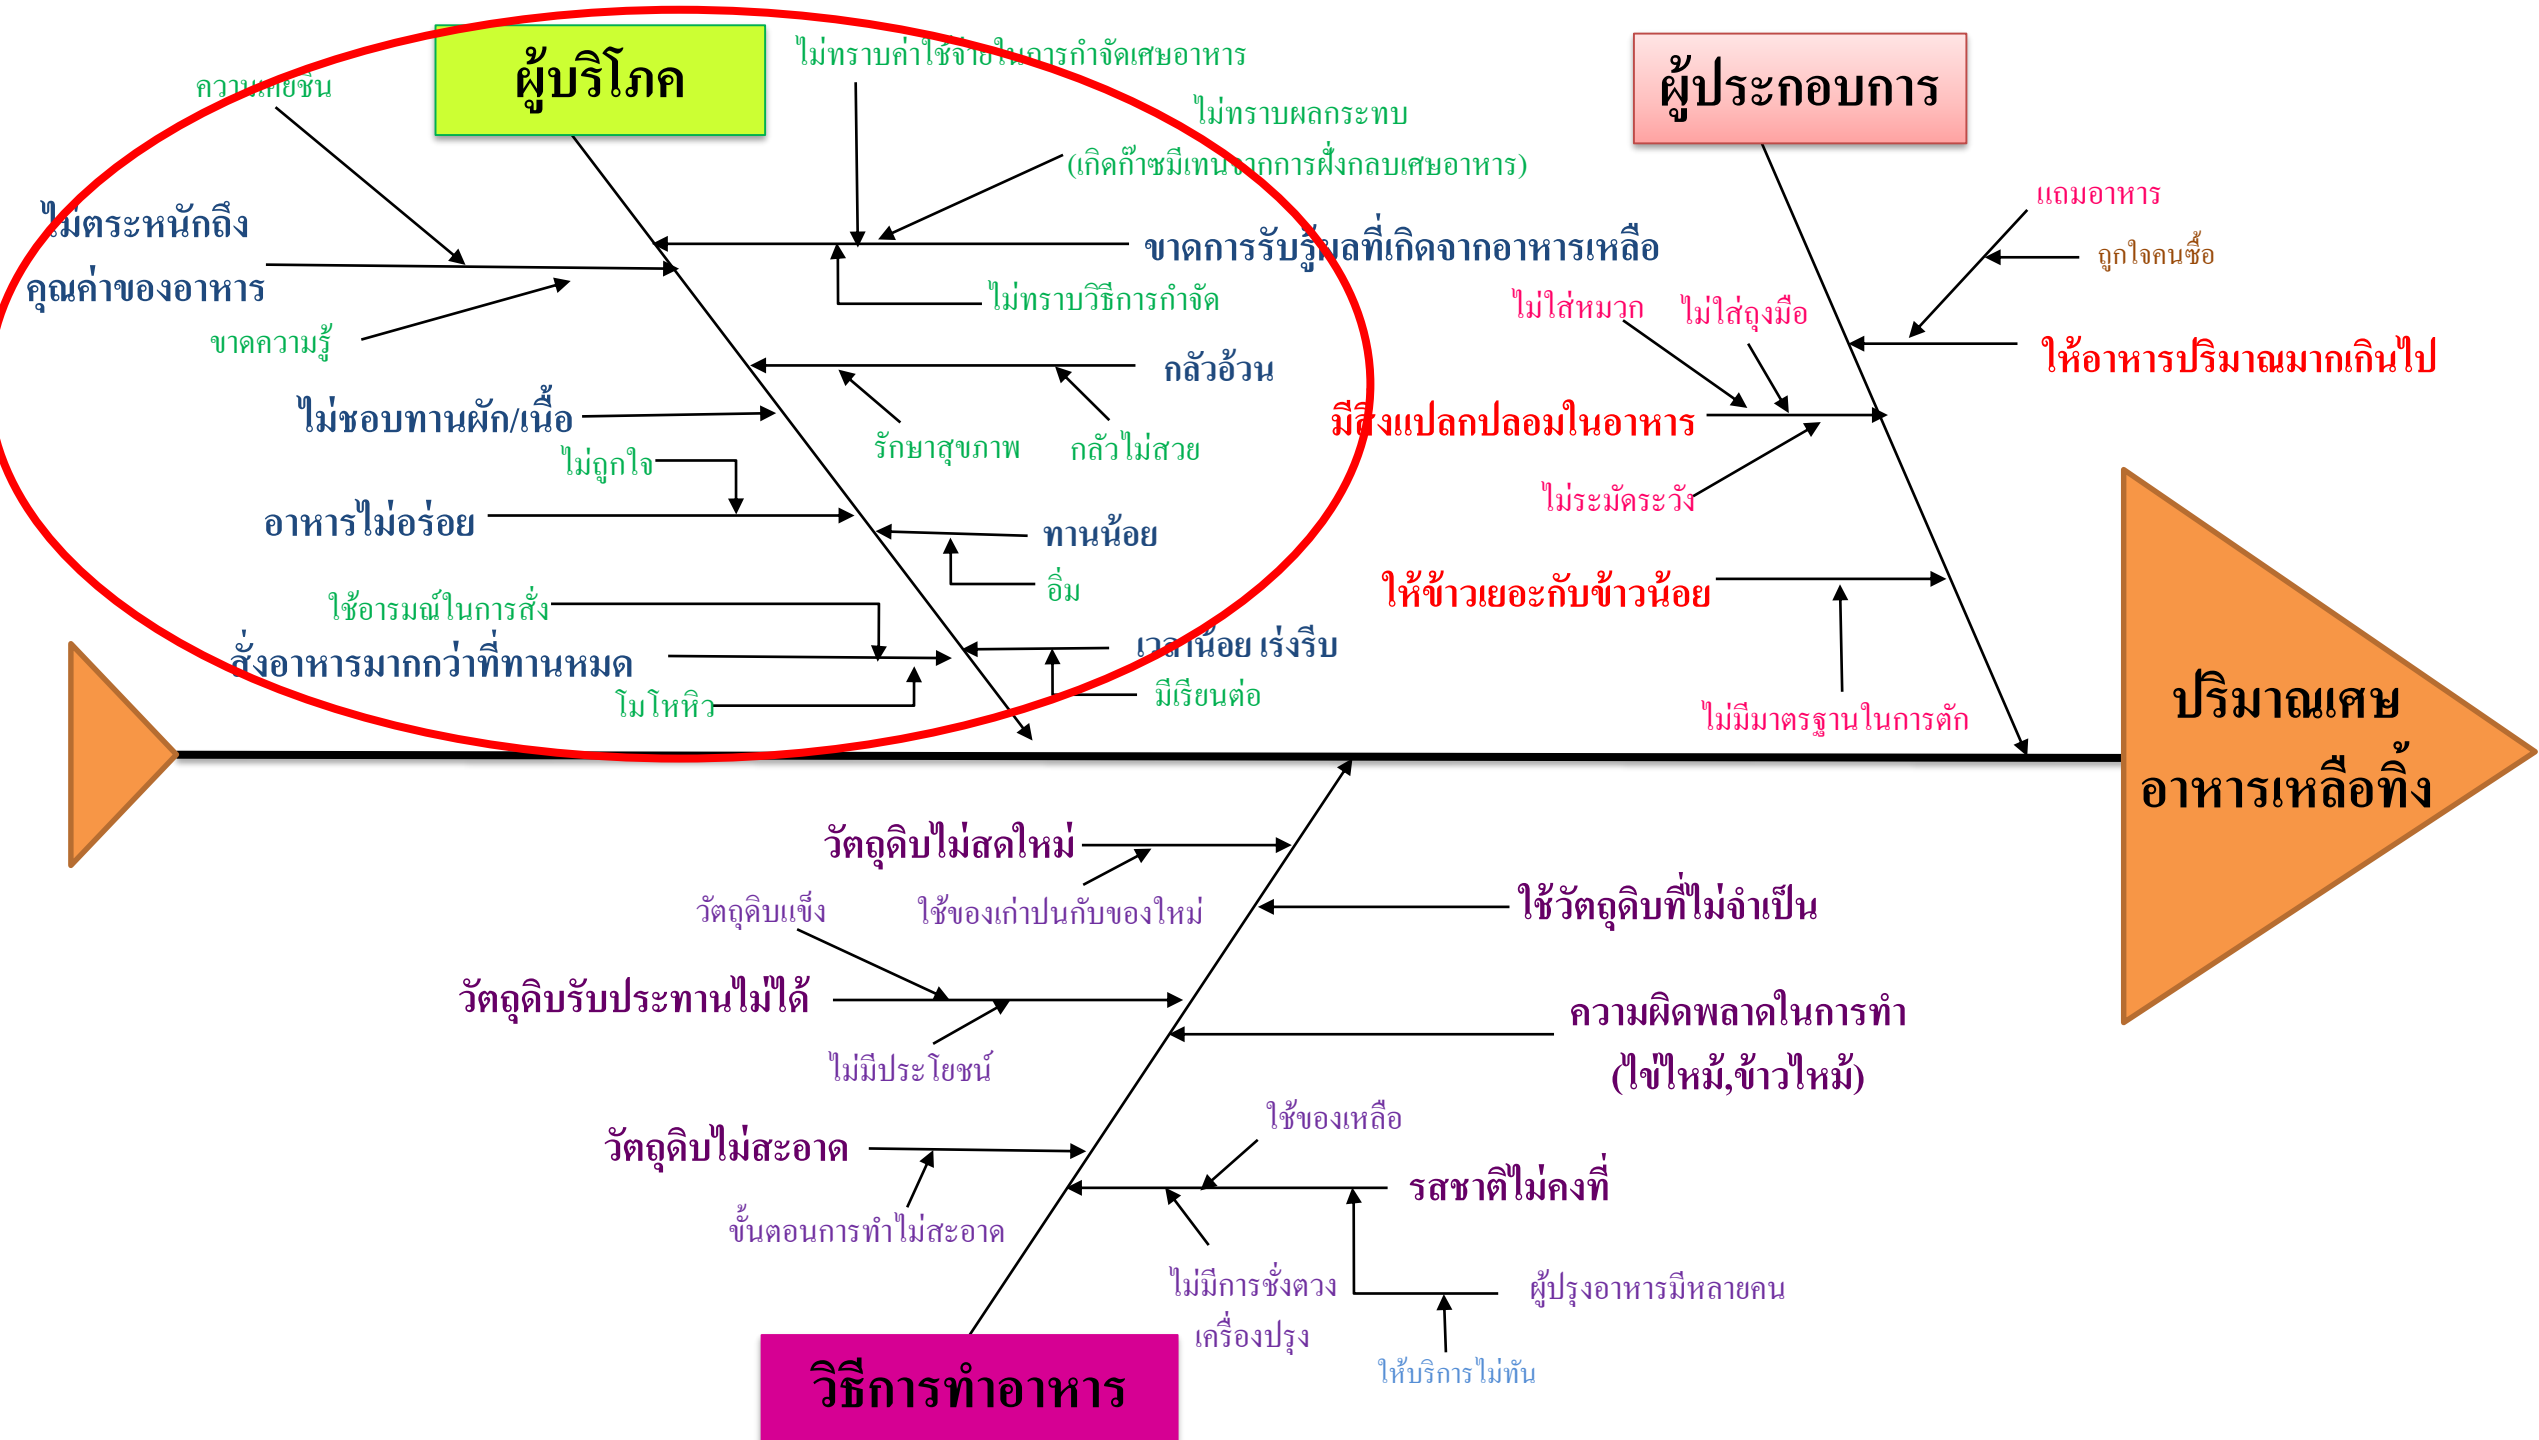 ผู้บริโภค
ไม่ทราบค่าใช้จ่ายในการกำจัดเศษอาหาร
ผู้ประกอบการ
ความเคยชิน
ไม่ทราบผลกระทบ
(เกิดก๊าซมีเทนจากการฝั่งกลบเศษอาหาร)
แถมอาหาร
ไม่ตระหนักถึง
คุณค่าของอาหาร
ขาดการรับรู้ผลที่เกิดจากอาหารเหลือ
ถูกใจคนซื้อ
ไม่ทราบวิธีการกำจัด
ไม่ใส่หมวก
ไม่ใส่ถุงมือ
ขาดความรู้
ให้อาหารปริมาณมากเกินไป
กลัวอ้วน
ไม่ชอบทานผัก/เนื้อ
มีสิ่งแปลกปลอมในอาหาร
รักษาสุขภาพ
กลัวไม่สวย
ไม่ถูกใจ
ไม่ระมัดระวัง
อาหารไม่อร่อย
ทานน้อย
อิ่ม
ให้ข้าวเยอะกับข้าวน้อย
ใช้อารมณ์ในการสั่ง
สั่งอาหารมากกว่าที่ทานหมด
เวลาน้อย เร่งรีบ
มีเรียนต่อ
โมโหหิว
ไม่มีมาตรฐานในการตัก
ปริมาณเศษ
อาหารเหลือทิ้ง
วัตถุดิบไม่สดใหม่
วัตถุดิบแข็ง
ใช้ของเก่าปนกับของใหม่
ใช้วัตถุดิบที่ไม่จำเป็น
วัตถุดิบรับประทานไม่ได้
ความผิดพลาดในการทำ
(ไข่ไหม้,ข้าวไหม้)
ไม่มีประโยชน์
ใช้ของเหลือ
วัตถุดิบไม่สะอาด
รสชาติไม่คงที่
ขั้นตอนการทำไม่สะอาด
ไม่มีการชั่งตวง
เครื่องปรุง
ผู้ปรุงอาหารมีหลายคน
ให้บริการไม่ทัน
วิธีการทำอาหาร